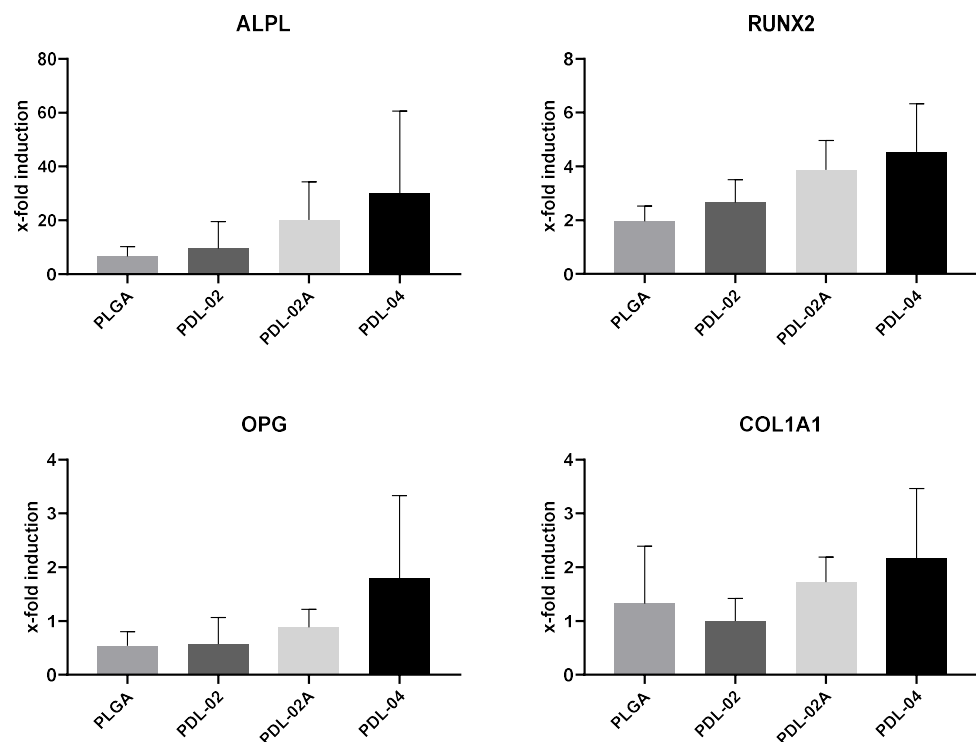 ALPL
x-fold induction
80
60
40
20
0
PLGA
PDL-02
PDL-02A
PDL-04
RUNX2
x-fold induction
8
6
4
2
0
PLGA
PDL-02
PDL-02A
PDL-04
OPG
x-fold induction
4
3
2
1
0
PLGA
PDL-02
PDL-02A
PDL-04
COL1A1
x-fold induction
4
3
2
1
0
PLGA
PDL-02
PDL-02A
PDL-04